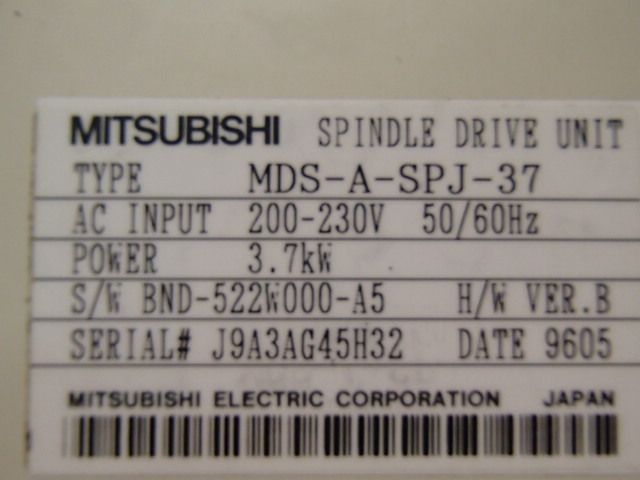 MITSUBISHI SPINDLE DRIVE UNIT
TYPE MDS-A-SPJ-37
AC INPUT 200-230V 50/60Hz
POWER 3.7kW
S/W BND-522W000-A5 H/W VER.B
SERIAL# J9A3AG45H32 DATE 9605
MITSUBISHI ELECTRIC CORPORATION JAPAN